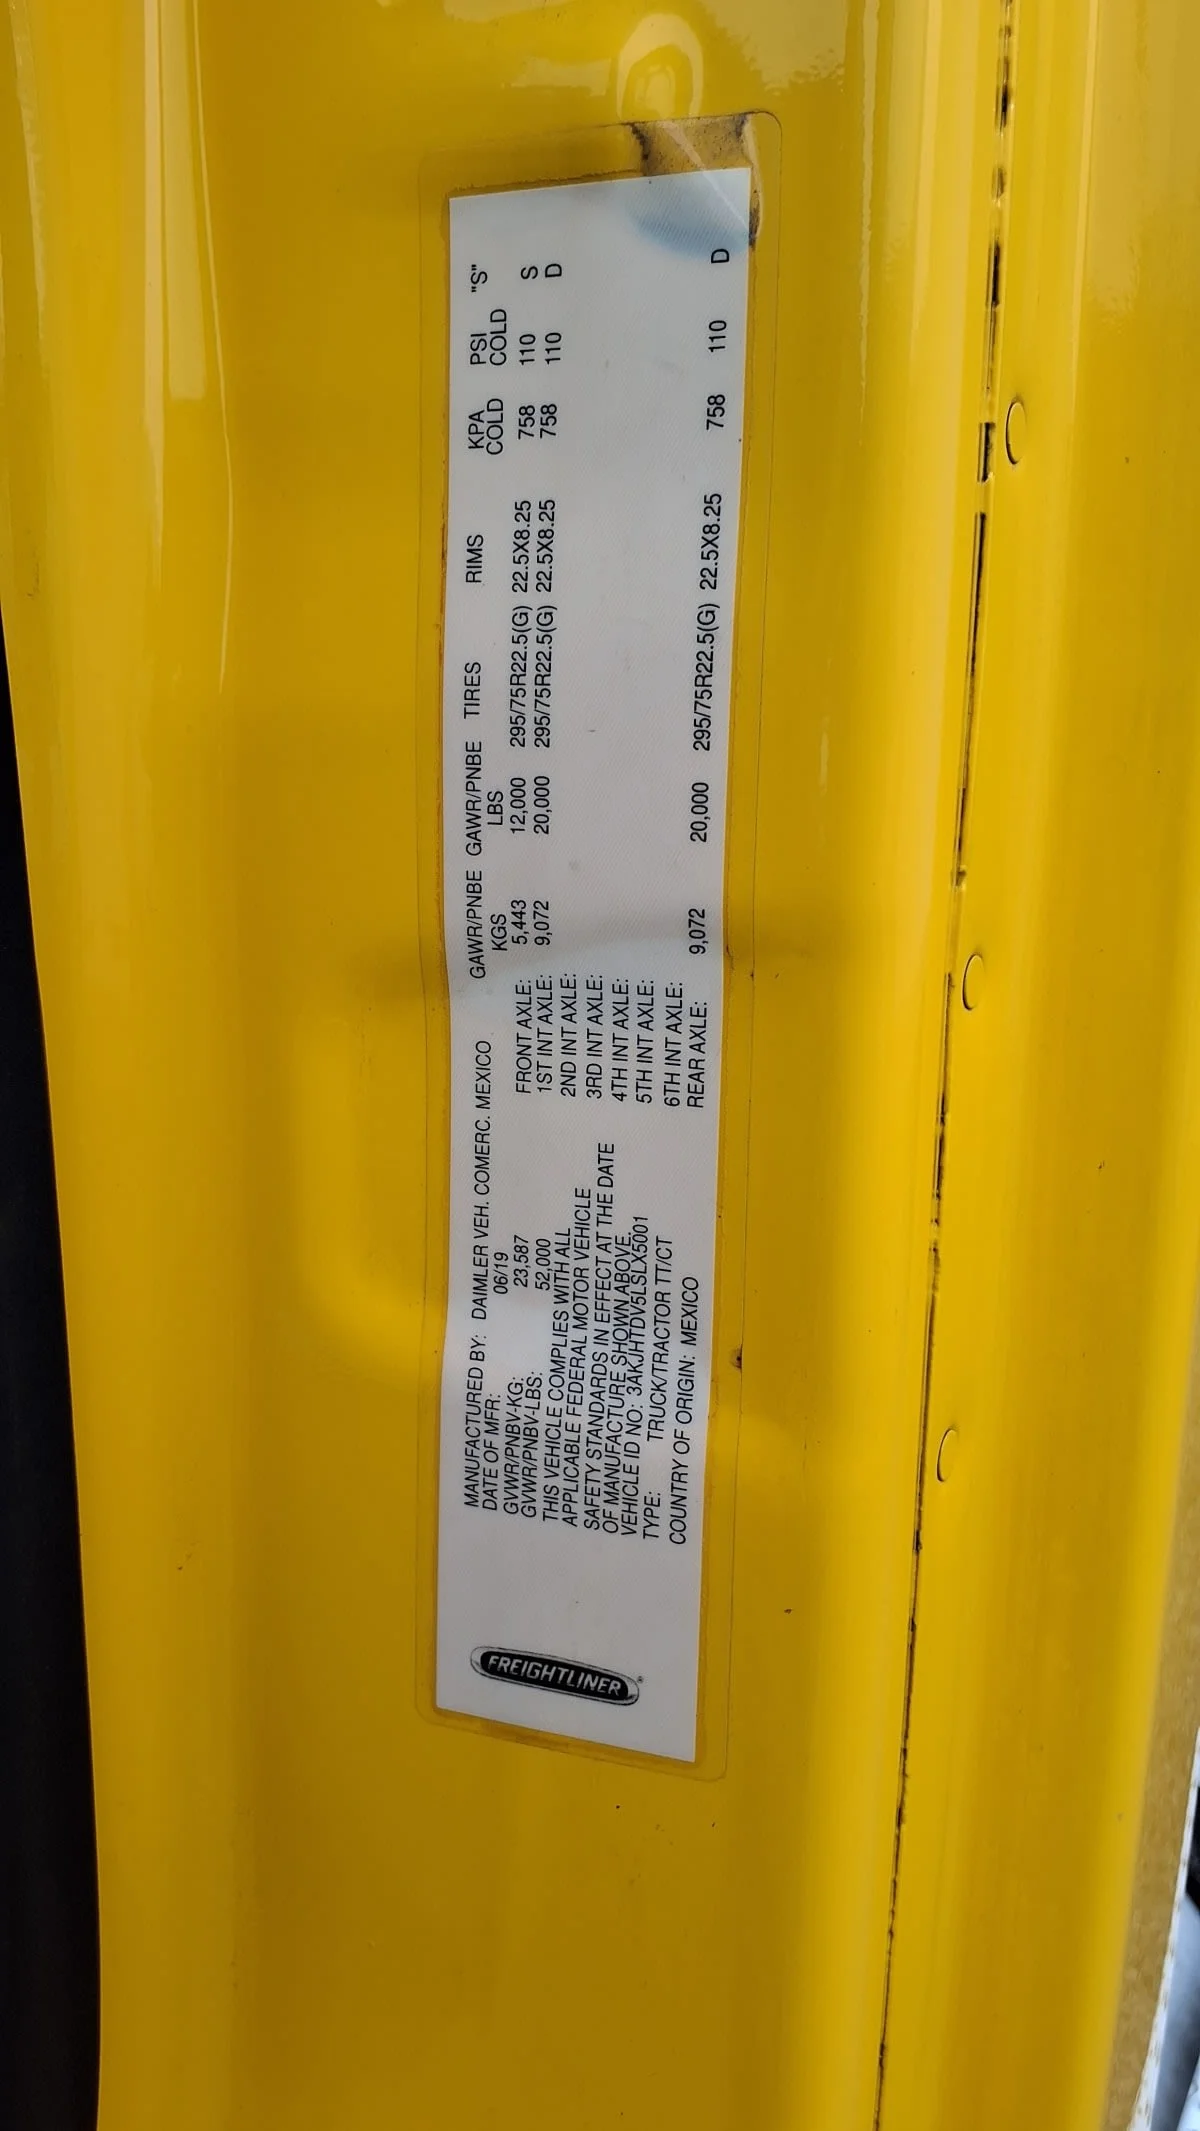 FREIGHTLINER
MANUFACTURED BY: DAIMLER VEH. COMERC. MEXICO
DATE OF MFR: 06/19
GVWR/PNBV-KG: 23,587
GVWR/PNBV-LBS: 52,000
THIS VEHICLE COMPLIES WITH ALL
APPLICABLE FEDERAL MOTOR VEHICLE
SAFETY STANDARDS IN EFFECT AT THE DATE
OF MANUFACTURE SHOWN ABOVE.
VEHICLE ID NO: 3AKJHTDV5LSLX5001
TYPE: TRUCK/TRACTOR TT/CT
COUNTRY OF ORIGIN: MEXICO
GAWR/PNBE GAWR/PNBE TIRES RIMS KPA PSI "S"
KGS LBS COLD COLD
FRONT AXLE: 5,443 12,000 295/75R22.5(G) 22.5X8.25 758 110 S
1ST INT AXLE: 9,072 20,000 295/75R22.5(G) 22.5X8.25 758 110 D
2ND INT AXLE:
3RD INT AXLE:
4TH INT AXLE:
5TH INT AXLE:
6TH INT AXLE:
REAR AXLE: 9,072 20,000 295/75R22.5(G) 22.5X8.25 758 110 D